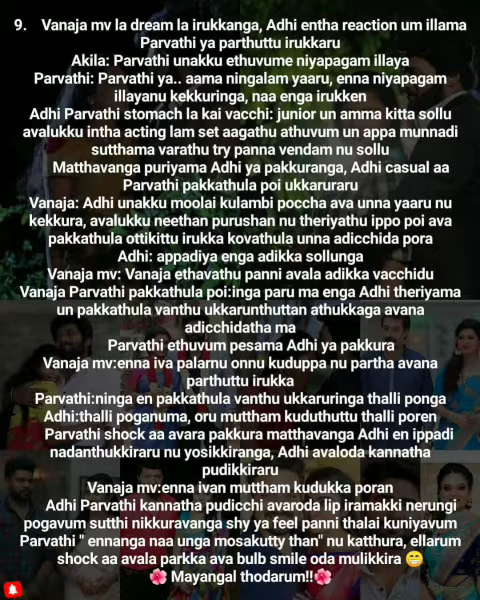 9. Vanaja mv la dream la irukkanga, Adhi entha reaction um illama
Parvathi ya parthuttu irukkaru
Akila: Parvathi unakku ethuvume niyapagam illaya
Parvathi: Parvathi ya.. aama ningalam yaaru, enna niyapagam
illayanu kekkuringa, naa enga irukken
Adhi Parvathi stomach la kai vacchi: junior un amma kitta sollu
avalukku intha acting lam set aagathu athuvum un appa munnadi
sutthama varathu try panna vendam nu sollu
Matthavanga puriyama Adhi ya pakkuranga, Adhi casual aa
Parvathi pakkathula poi ukkaruraru
Vanaja: Adhi unakku moolai kulambi poccha ava unna yaaru nu
kekkura, avalukku neethan purushan nu theriyathu ippo poi ava
pakkathula ottikittu irukka kovathula unna adicchida pora
Adhi: appadiya enga adikka sollunga
Vanaja mv: Vanaja ethavathu panni avala adikka vacchidu
Vanaja Parvathi pakkathula poi:inga paru ma enga Adhi theriyama
un pakkathula vanthu ukkarunthuttan athukkaga avana
adicchidatha ma
Parvathi ethuvum pesama Adhi ya pakkura
Vanaja mv:enna iva palarnu onnu kuduppa nu partha avana
parthuttu irukka
Parvathi:ninga en pakkathula vanthu ukkaruringa thalli ponga
Adhi:thalli poganuma, oru muttham kuduthuttu thalli poren
Parvathi shock aa avara pakkura matthavanga Adhi en ippadi
nadanthukkiraru nu yosikkiranga, Adhi avaloda kannatha
pudikkiraru
Vanaja mv:enna ivan muttham kudukka poran
Adhi Parvathi kannatha pudicchi avaroda lip iramakki nerungi
pogavum sutthi nikkuravanga shy ya feel panni thalai kuniyavum
Parvathi " ennanga naa unga mosakutty than" nu katthura, ellarum
shock aa avala parkka ava bulb smile oda mulikkira 😁
🌺 Mayangal thodarum!!🌺